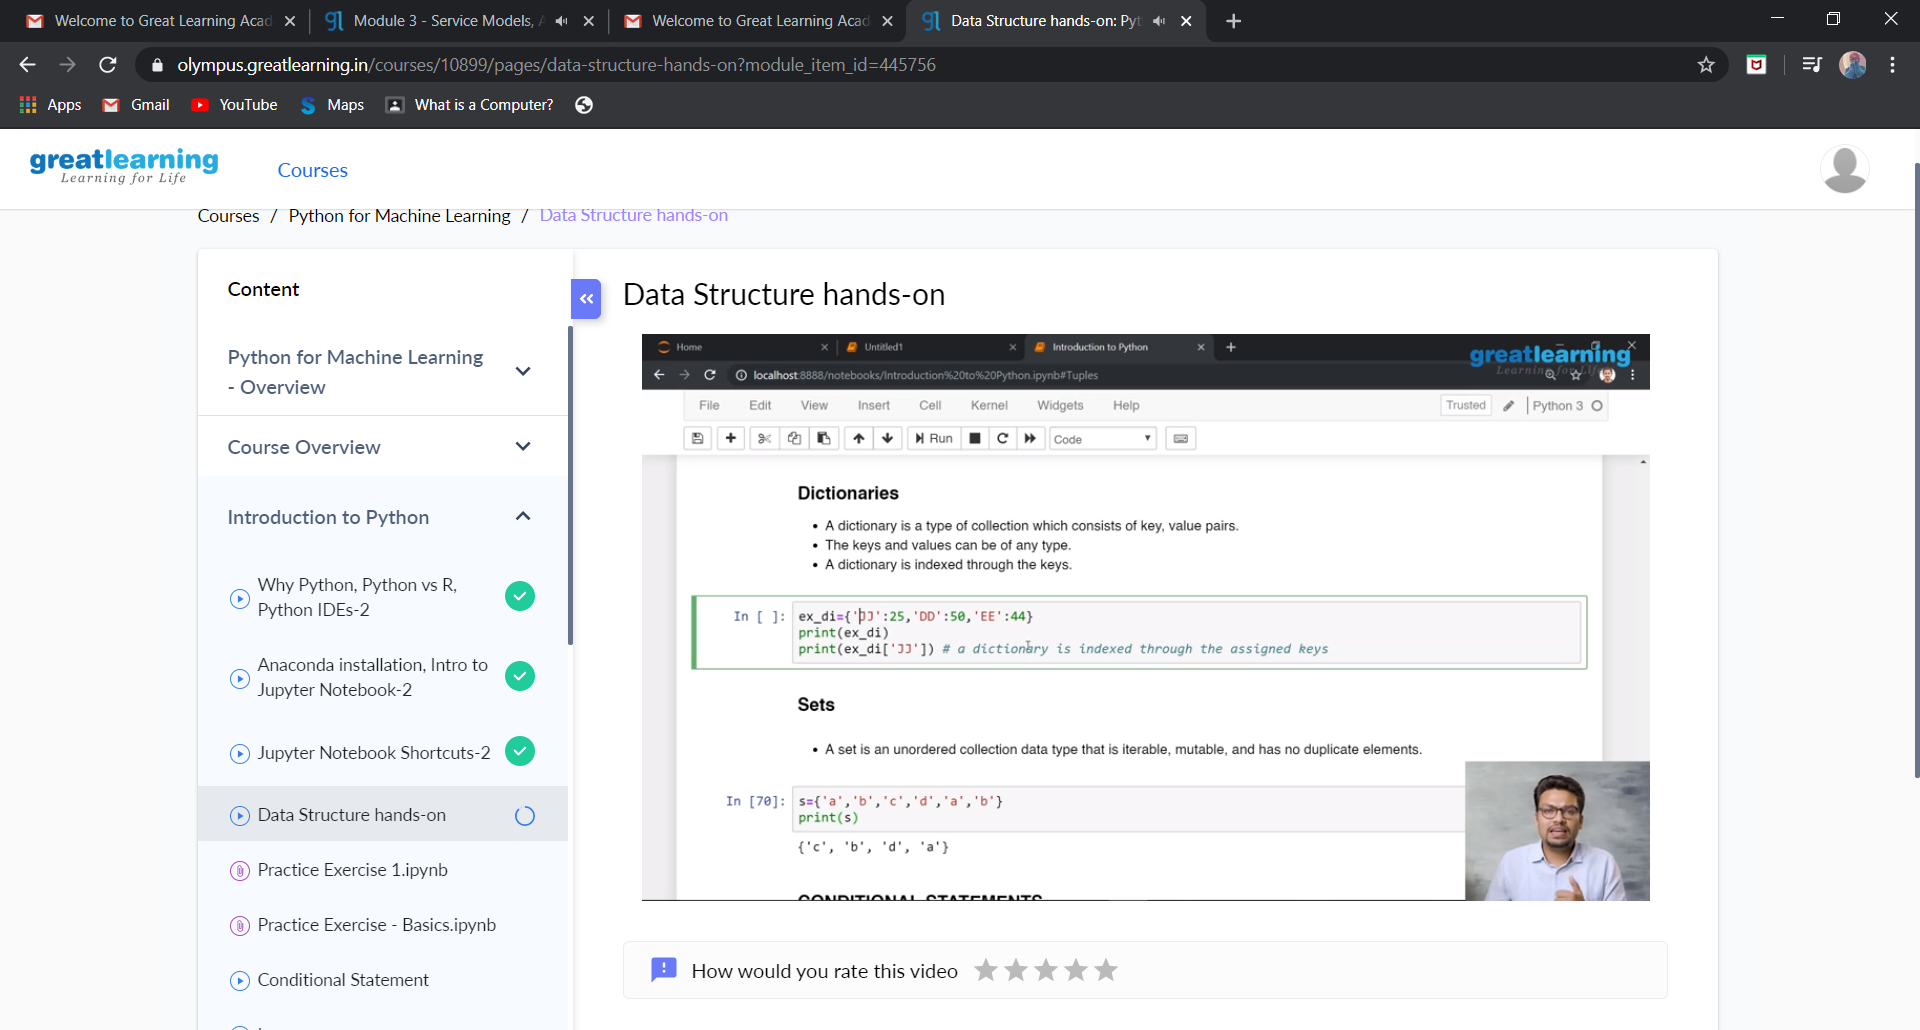 Welcome to Great Learning Acad
Module 3 - Service Models, A
Welcome to Great Learning Acad
Data Structure hands-on: Pyt
olympus.greatlearning.in/courses/10899/pages/data-structure-hands-on?module_item_id=445756
Apps
Gmail
YouTube
Maps
What is a Computer?
greatlearning
Learning for Life
Courses
Courses / Python for Machine Learning / Data Structure hands-on
Content
Python for Machine Learning
- Overview
Course Overview
Introduction to Python
Why Python, Python vs R,
Python IDEs-2
Anaconda installation, Intro to
Jupyter Notebook-2
Jupyter Notebook Shortcuts-2
Data Structure hands-on
Practice Exercise 1.ipynb
Practice Exercise - Basics.ipynb
Conditional Statement
Data Structure hands-on
Home
Untitled1
Introduction to Python
greatlearning
Learning for Life
localhost:8888/notebooks/Introduction%20to%20Python.ipynb#Tuples
File Edit View Insert Cell Kernel Widgets Help
Trusted
Python 3
Run
Code
Dictionaries
• A dictionary is a type of collection which consists of key, value pairs.
• The keys and values can be of any type.
• A dictionary is indexed through the keys.
In [ ]: ex_di={'JJ':25,'DD':50,'EE':44}
print(ex_di)
print(ex_di['JJ']) # a dictionary is indexed through the assigned keys
Sets
• A set is an unordered collection data type that is iterable, mutable, and has no duplicate elements.
In [70]: s={'a','b','c','d','a','b'}
print(s)
{'c', 'b', 'd', 'a'}
CONDITIONAL STATEMENTS
How would you rate this video